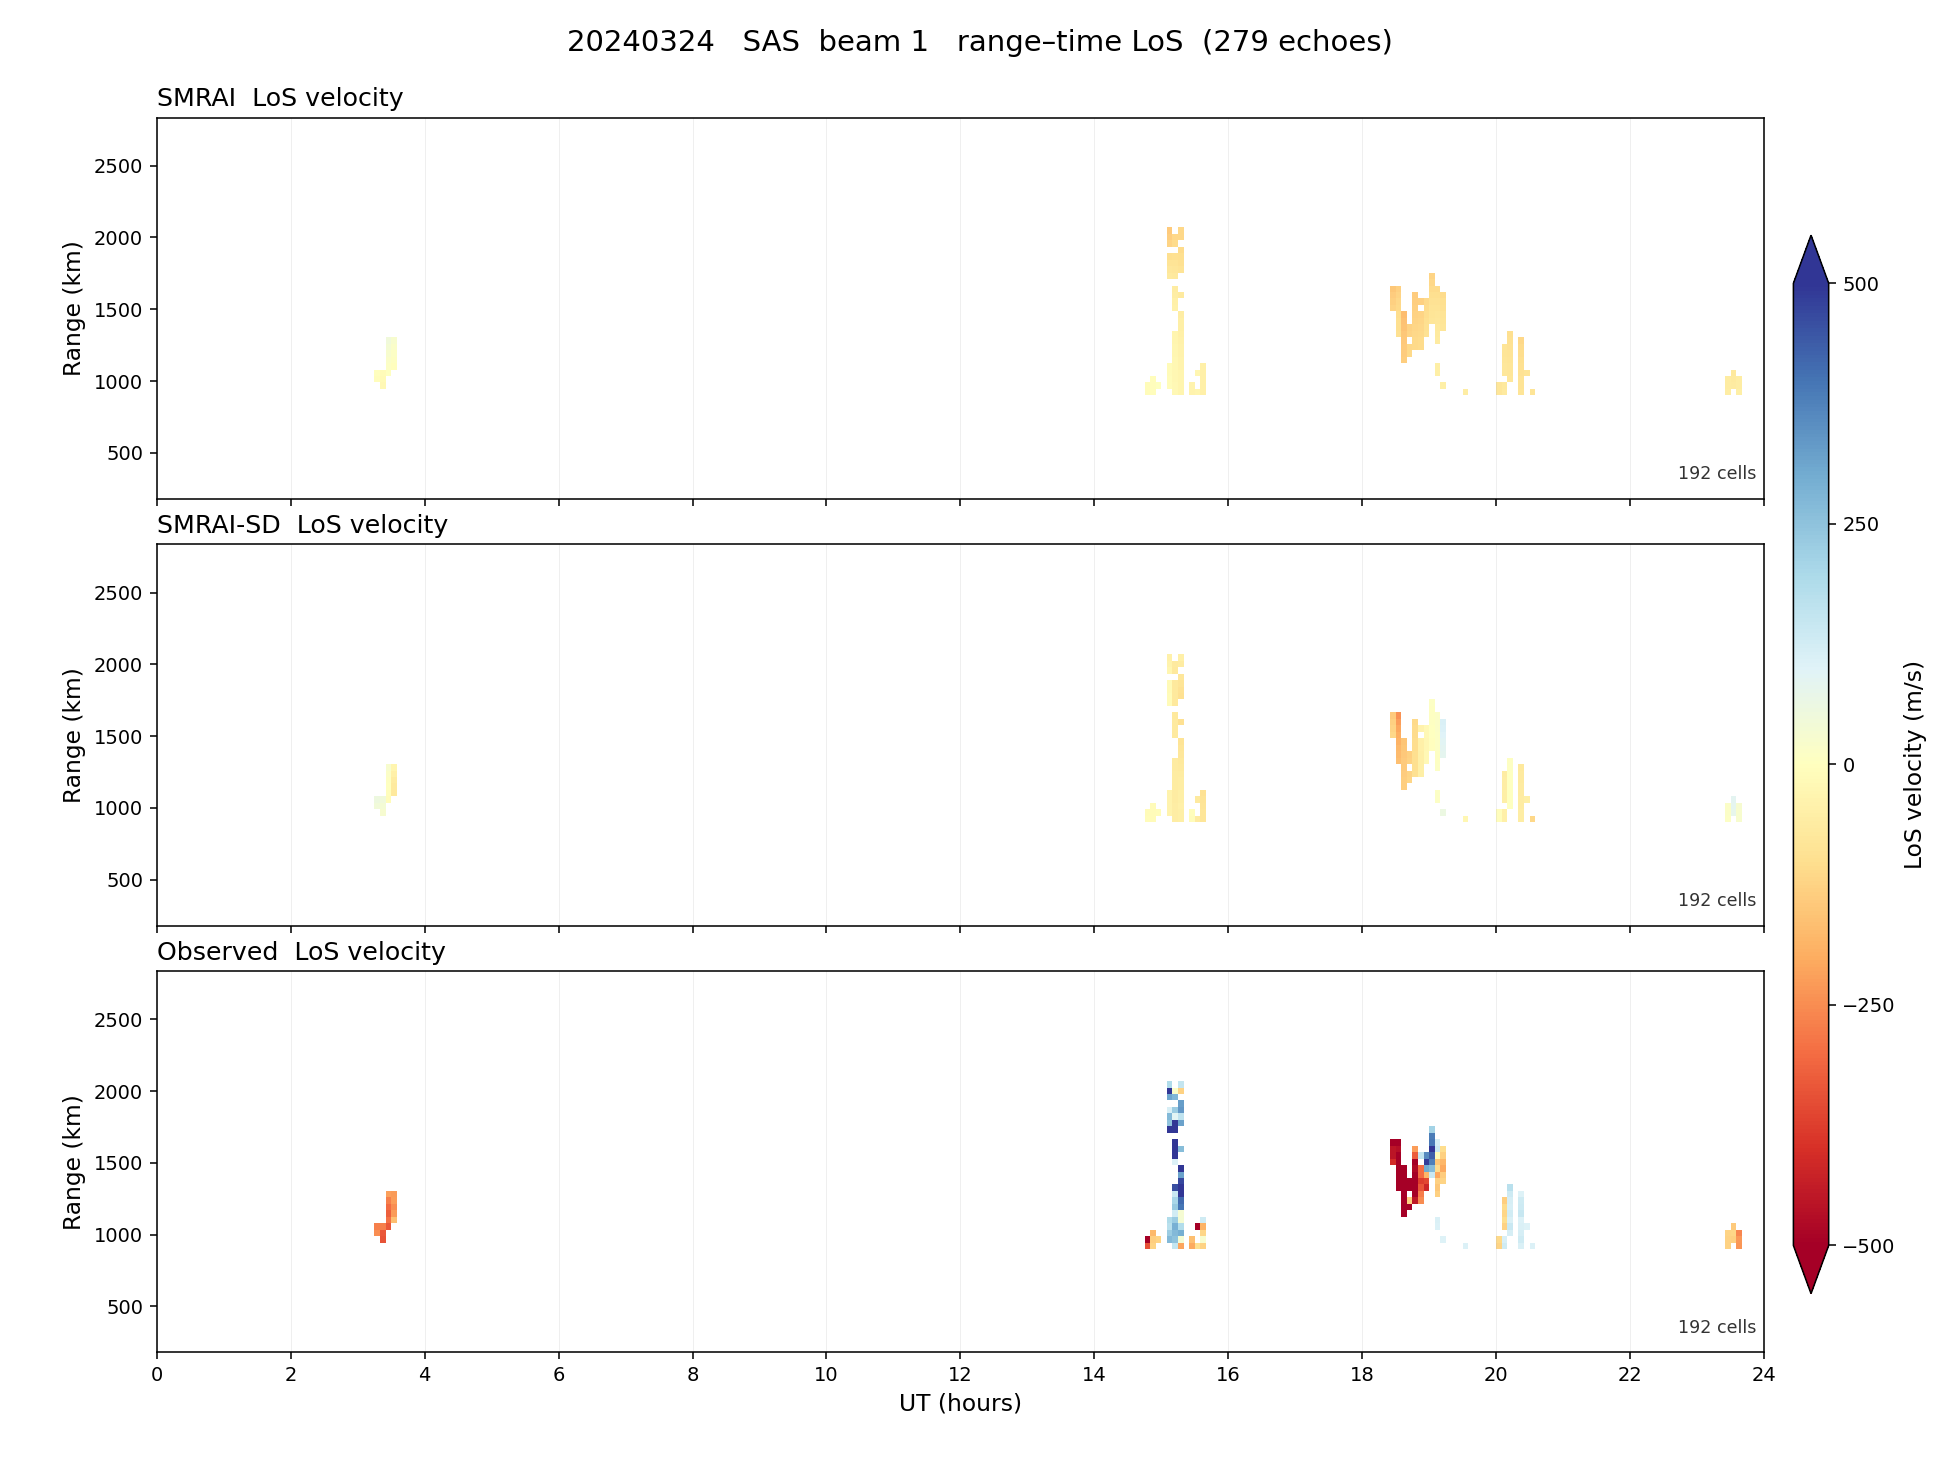 20240324   SAS  beam 1   range–time LoS  (279 echoes)
SMRAI  LoS velocity
2500
2000
1500
1000
500
Range (km)
192 cells
SMRAI-SD  LoS velocity
2500
2000
1500
1000
500
Range (km)
192 cells
Observed  LoS velocity
2500
2000
1500
1000
500
Range (km)
192 cells
0 2 4 6 8 10 12 14 16 18 20 22 24
UT (hours)
500
250
0
−250
−500
LoS velocity (m/s)